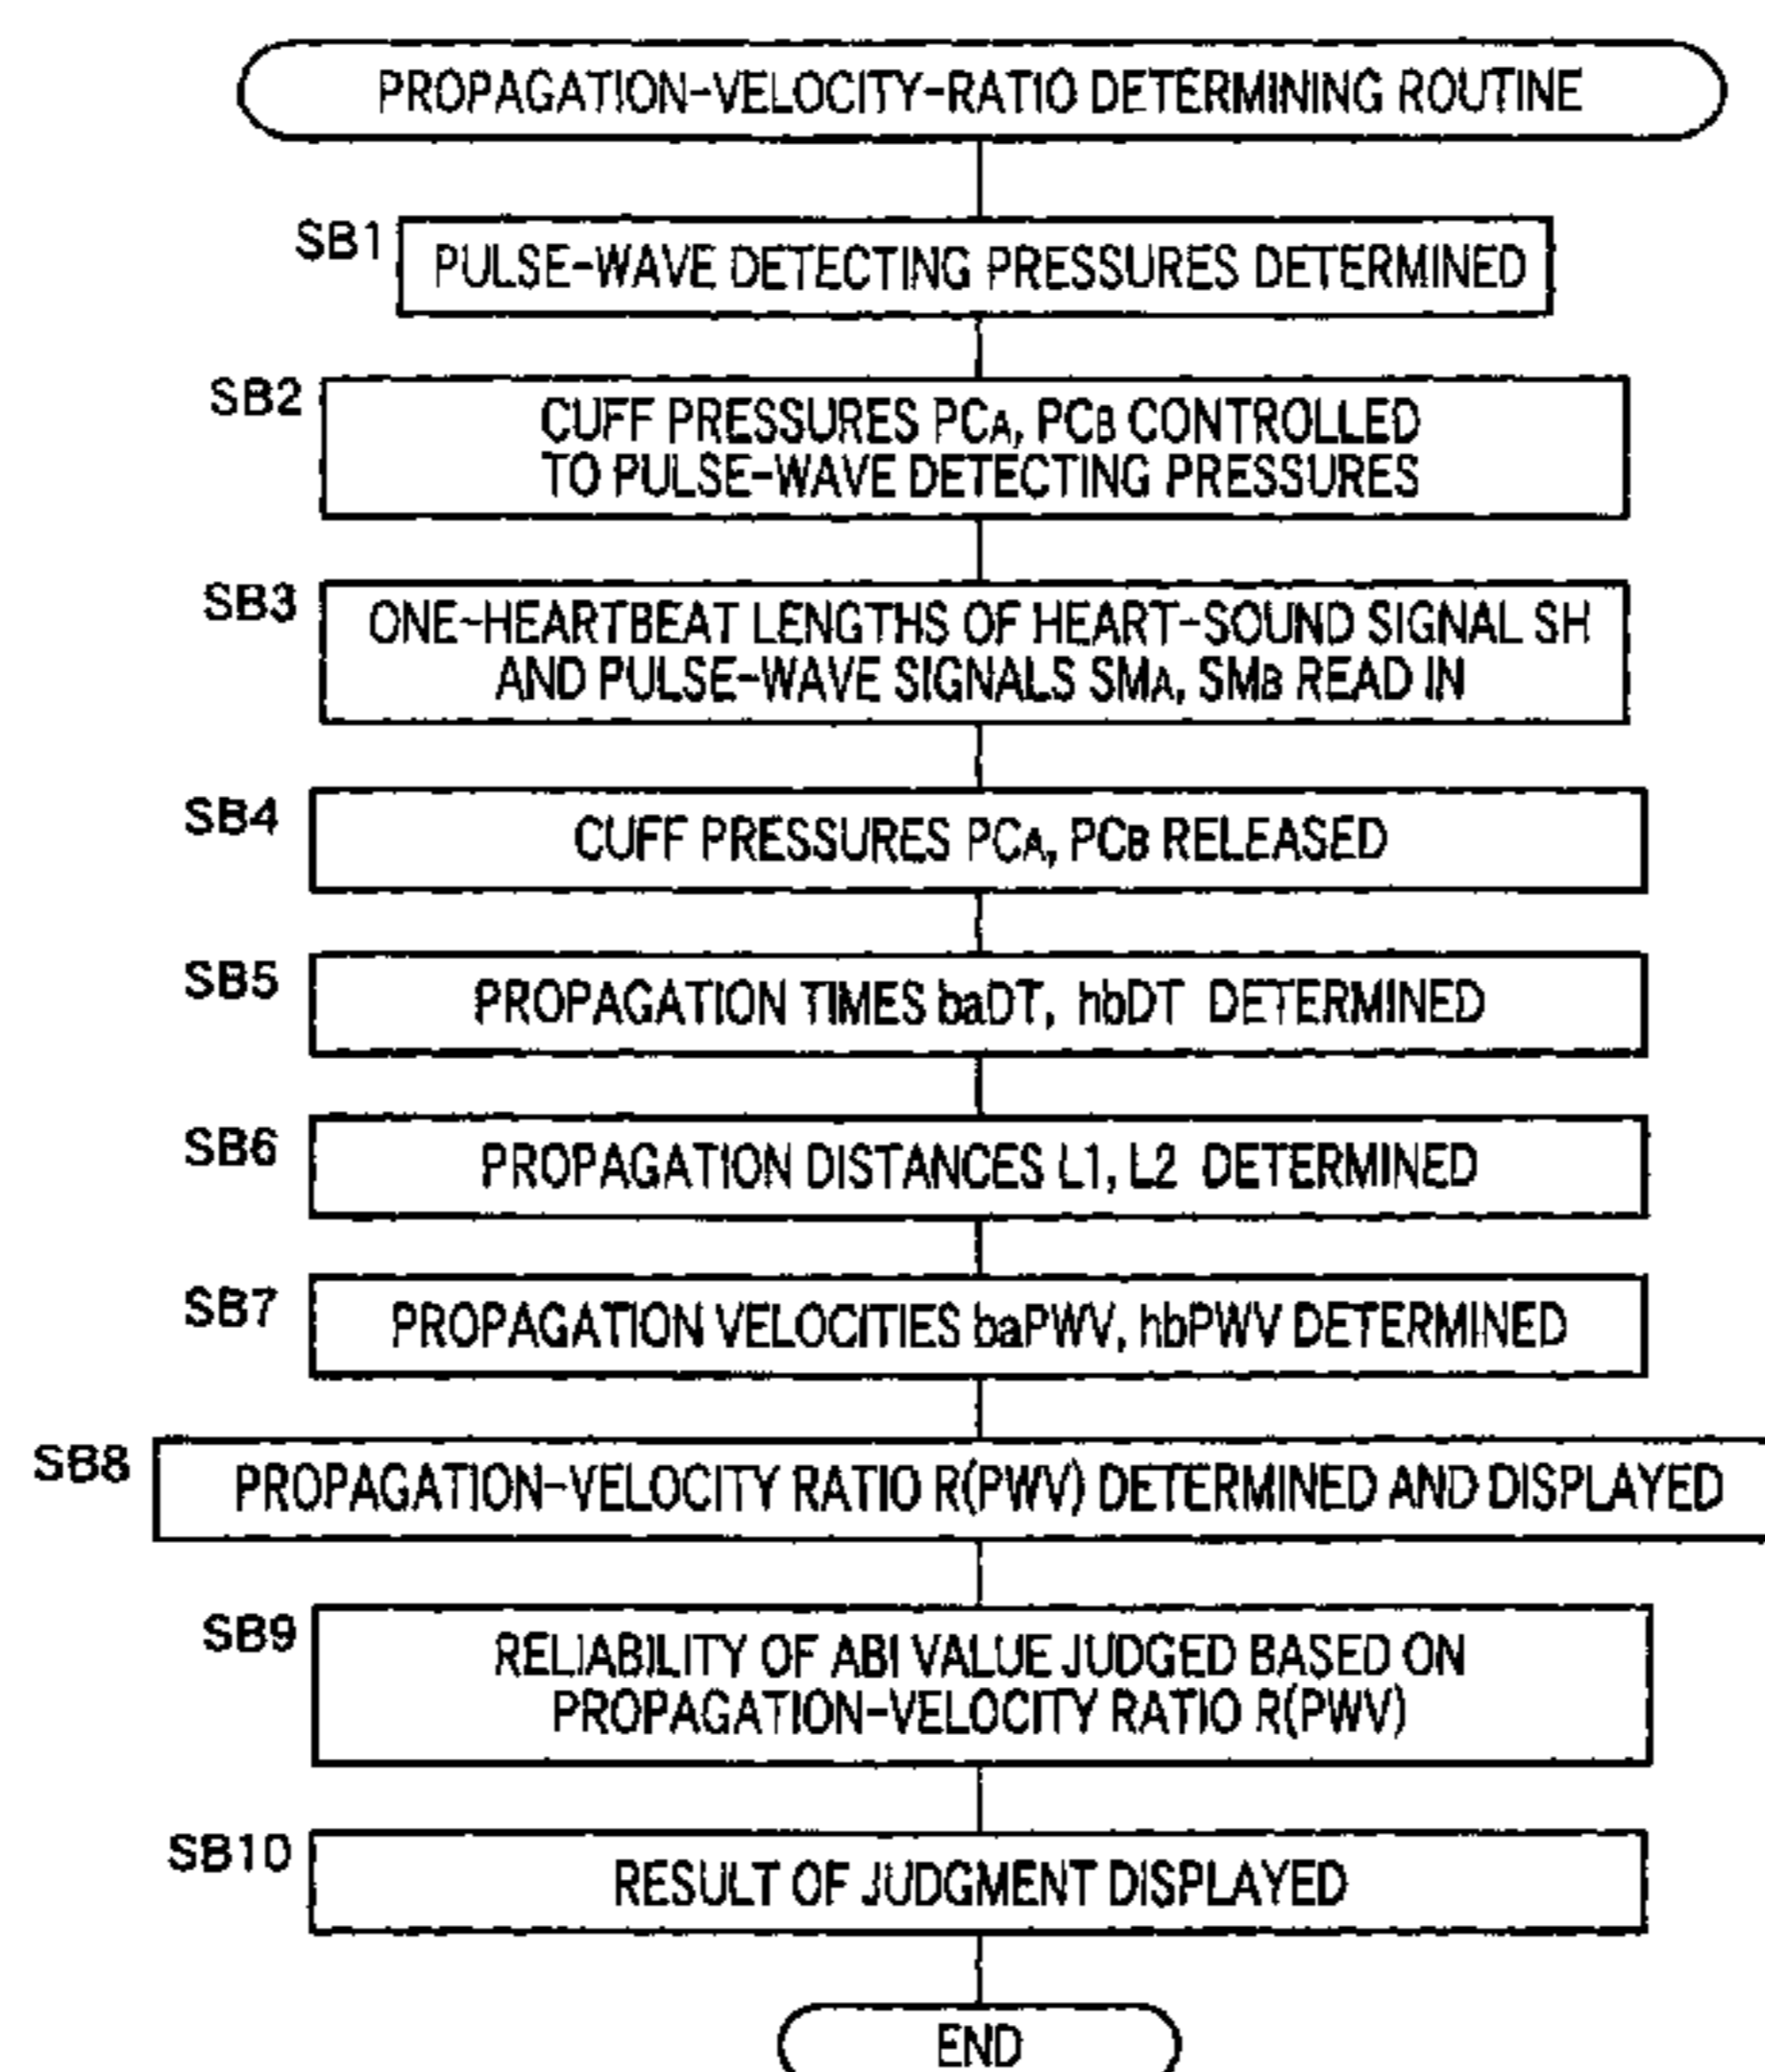 PROPAGATION-VELOCITY-RATIO DETERMINING ROUTINE
SB1
PULSE-WAVE DETECTING PRESSURES DETERMINED
SB2
CUFF PRESSURES PCA, PCB CONTROLLED
TO PULSE-WAVE DETECTING PRESSURES
SB3
ONE-HEARTBEAT LENGTHS OF HEART-SOUND SIGNAL SH
AND PULSE-WAVE SIGNALS SMA, SMB READ IN
SB4
CUFF PRESSURES PCA, PCB RELEASED
SB5
PROPAGATION TIMES baDT, hbDT DETERMINED
SB6
PROPAGATION DISTANCES L1, L2 DETERMINED
SB7
PROPAGATION VELOCITIES baPWV, hbPWV DETERMINED
SB8
PROPAGATION-VELOCITY RATIO R(PWV) DETERMINED AND DISPLAYED
SB9
RELIABILITY OF ABI VALUE JUDGED BASED ON
PROPAGATION-VELOCITY RATIO R(PWV)
SB10
RESULT OF JUDGMENT DISPLAYED
END